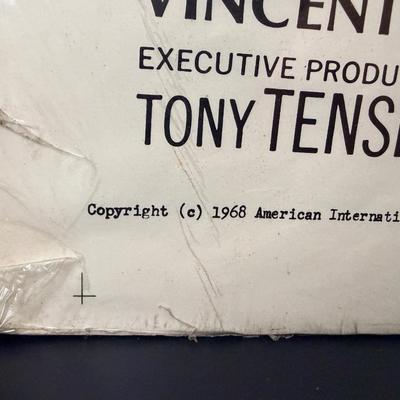 VINCENT
EXECUTIVE PRODU
TONY TENS
Copyright (c) 1968 American Internati